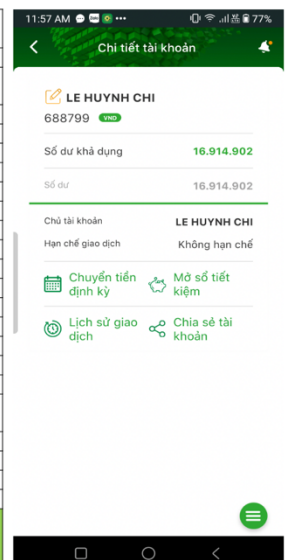 11:57 AM 77%
Chi tiết tài khoản
LE HUYNH CHI
688799 VND
Số dư khả dụng 16.914.902
Số dư 16.914.902
Chủ tài khoản LE HUYNH CHI
Hạn chế giao dịch Không hạn chế
Chuyển tiền định kỳ
Mở sổ tiết kiệm
Lịch sử giao dịch
Chia sẻ tài khoản